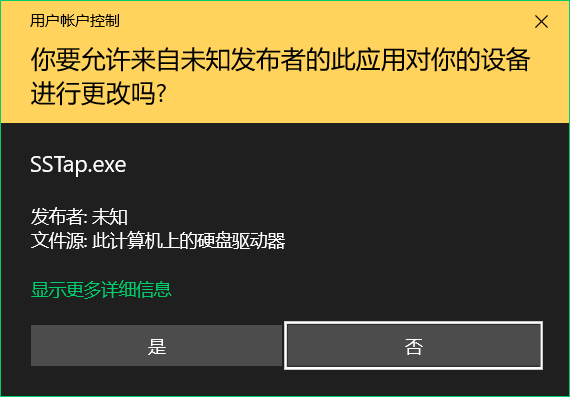 用户帐户控制
你要允许来自未知发布者的此应用对你的设备
进行更改吗?
SSTap.exe
发布者: 未知
文件源: 此计算机上的硬盘驱动器
显示更多详细信息
是
否